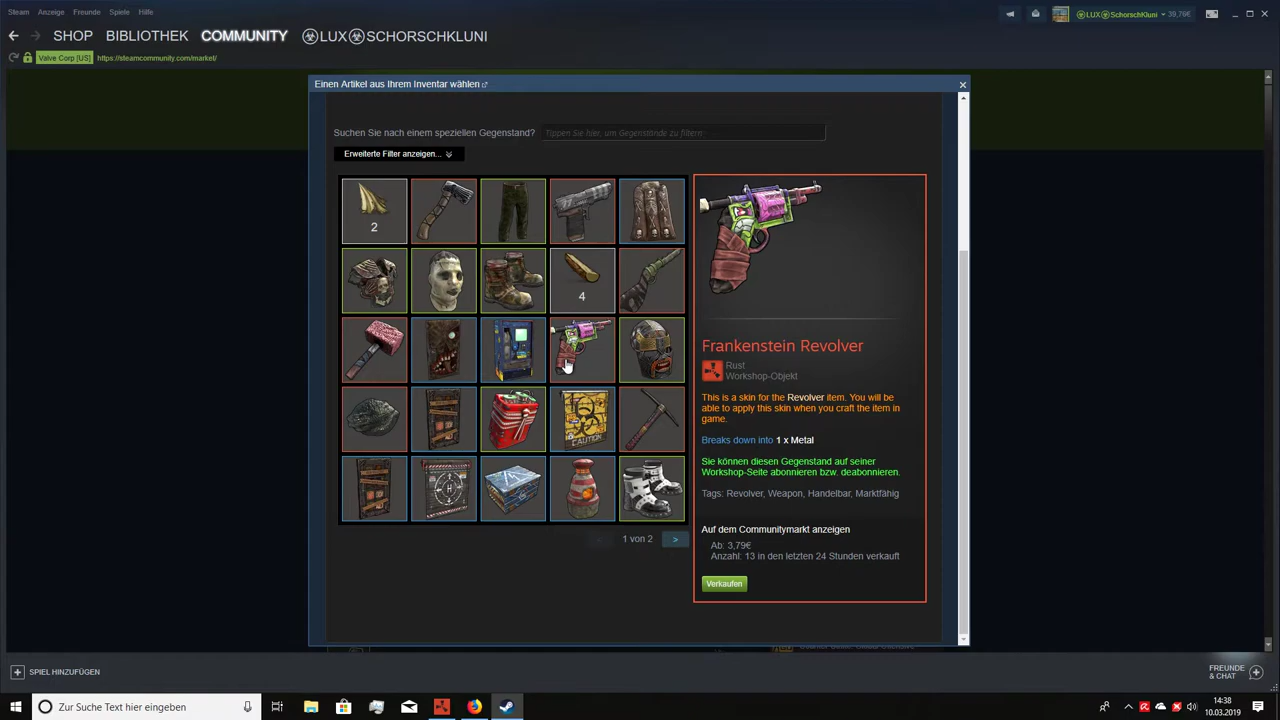 Steam Anzeige Freunde Spiele Hilfe
LUX SchorschKluni 39,76€
SHOP BIBLIOTHEK COMMUNITY LUX SCHORSCHKLUNI
Valve Corp [US] https://steamcommunity.com/market/
Einen Artikel aus Ihrem Inventar wählen
Suchen Sie nach einem speziellen Gegenstand? Tippen Sie hier, um Gegenstände zu filtern
Erweiterte Filter anzeigen...
2
4
CAUTION
H
1 von 2
>
Frankenstein Revolver
Rust
Workshop-Objekt
This is a skin for the Revolver item. You will
be able to apply this skin when you craft the item in
game.
Breaks down into 1 x Metal
Sie können diesen Gegenstand auf seiner
Workshop-Seite abonnieren bzw. deabonnieren.
Tags: Revolver, Weapon, Handelbar, Marktfähig
Auf dem Communitymarkt anzeigen
Ab: 3,79€
Anzahl: 13 in den letzten 24 Stunden verkauft
Verkaufen
SPIEL HINZUFÜGEN
FREUNDE
& CHAT
Zur Suche Text hier eingeben
14:38
10.03.2019